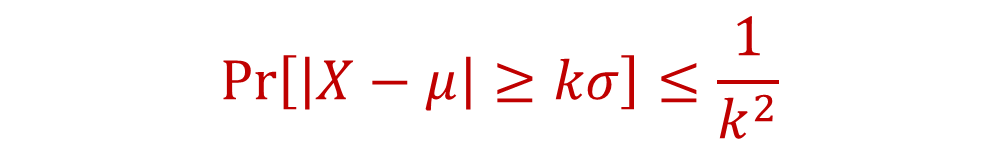 Pr[|X − μ| ≥ kσ] ≤ 1/k²